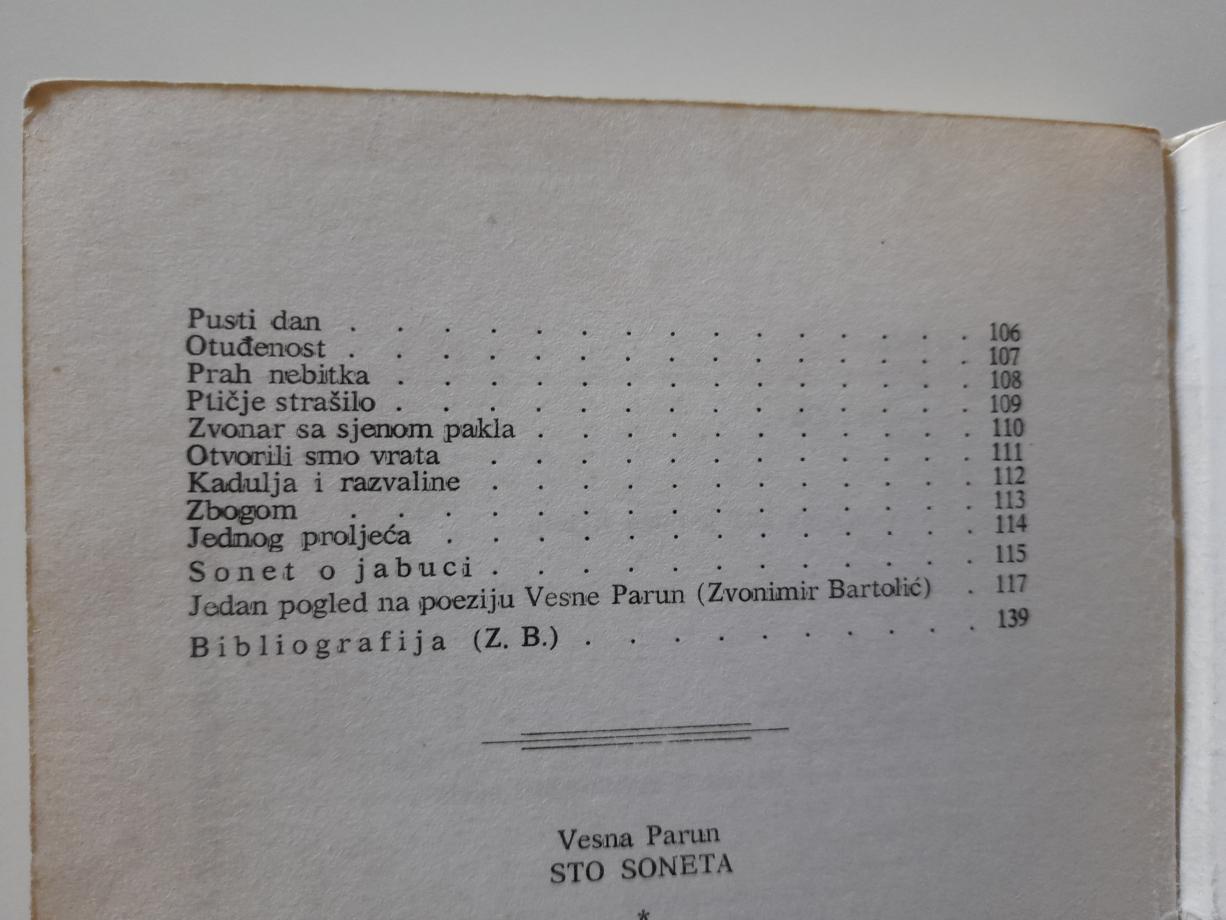 Pusti dan . . . . . . . . . . . . . . 106
Otuđenost . . . . . . . . . . . . . . 107
Prah nebitka . . . . . . . . . . . . . 108
Ptičje strašilo . . . . . . . . . . . . . 109
Zvonar sa sjenom pakla . . . . . . . . . . 110
Otvorili smo vrata . . . . . . . . . . . 111
Kadulja i razvaline . . . . . . . . . . . 112
Zbogom . . . . . . . . . . . . . . 113
Jednog proljeća . . . . . . . . . . . . 114
Sonet o jabuci . . . . . . . . . . . 115
Jedan pogled na poeziju Vesne Parun (Zvonimir Bartolić) . 117
Bibliografija (Z. B.) . . . . . . . . . 139
Vesna Parun
STO SONETA
*